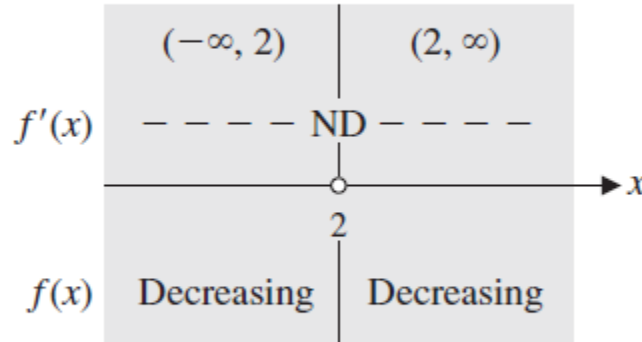 (−∞, 2) (2, ∞)
f′(x) − − − − ND − − − −
x
2
f(x) Decreasing Decreasing